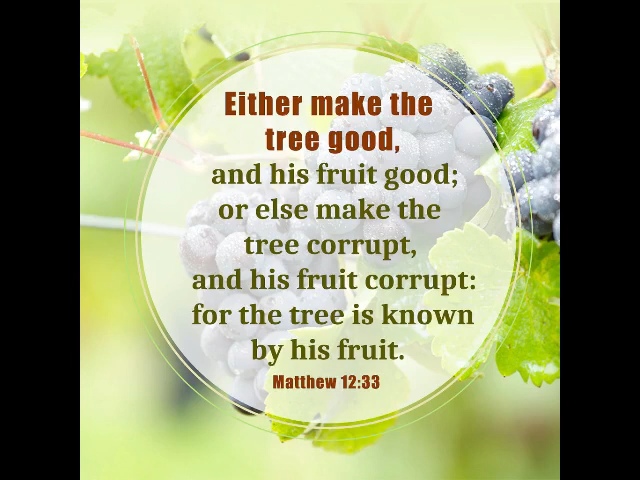 Either make the
tree good,
and his fruit good;
or else make the
tree corrupt,
and his fruit corrupt:
for the tree is known
by his fruit.
Matthew 12:33